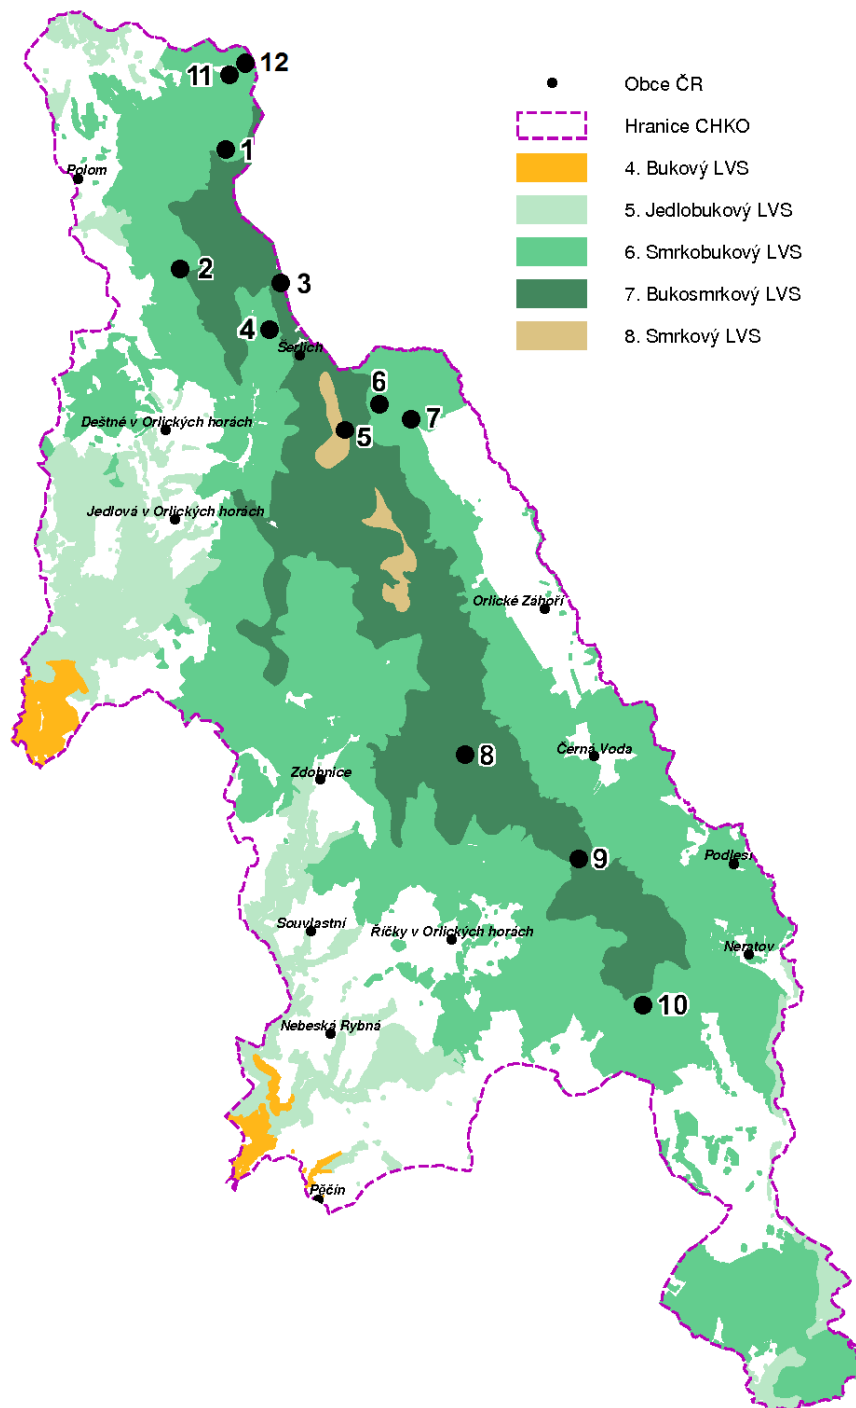 12
11
Obce ČR
Hranice CHKO
1
4. Bukový LVS
Polom
5. Jedlobukový LVS
6. Smrkobukový LVS
2
3
7. Bukosmrkový LVS
4
8. Smrkový LVS
Šerlich
6
7
Deštné v Orlických horách
5
Jedlová v Orlických horách
Orlické Záhoří
Černá Voda
8
Zdobnice
9
Podlesí
Souvlastní
Říčky v Orlických horách
Neratov
10
Nebeská Rybná
Pěčín